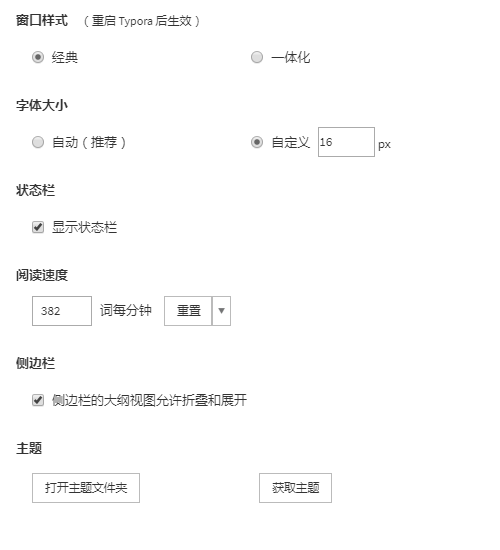 窗口样式 （重启 Typora 后生效）
经典 一体化
字体大小
自动（推荐） 自定义 16 px
状态栏
显示状态栏
阅读速度
382 词每分钟 重置
侧边栏
侧边栏的大纲视图允许折叠和展开
主题
打开主题文件夹 获取主题